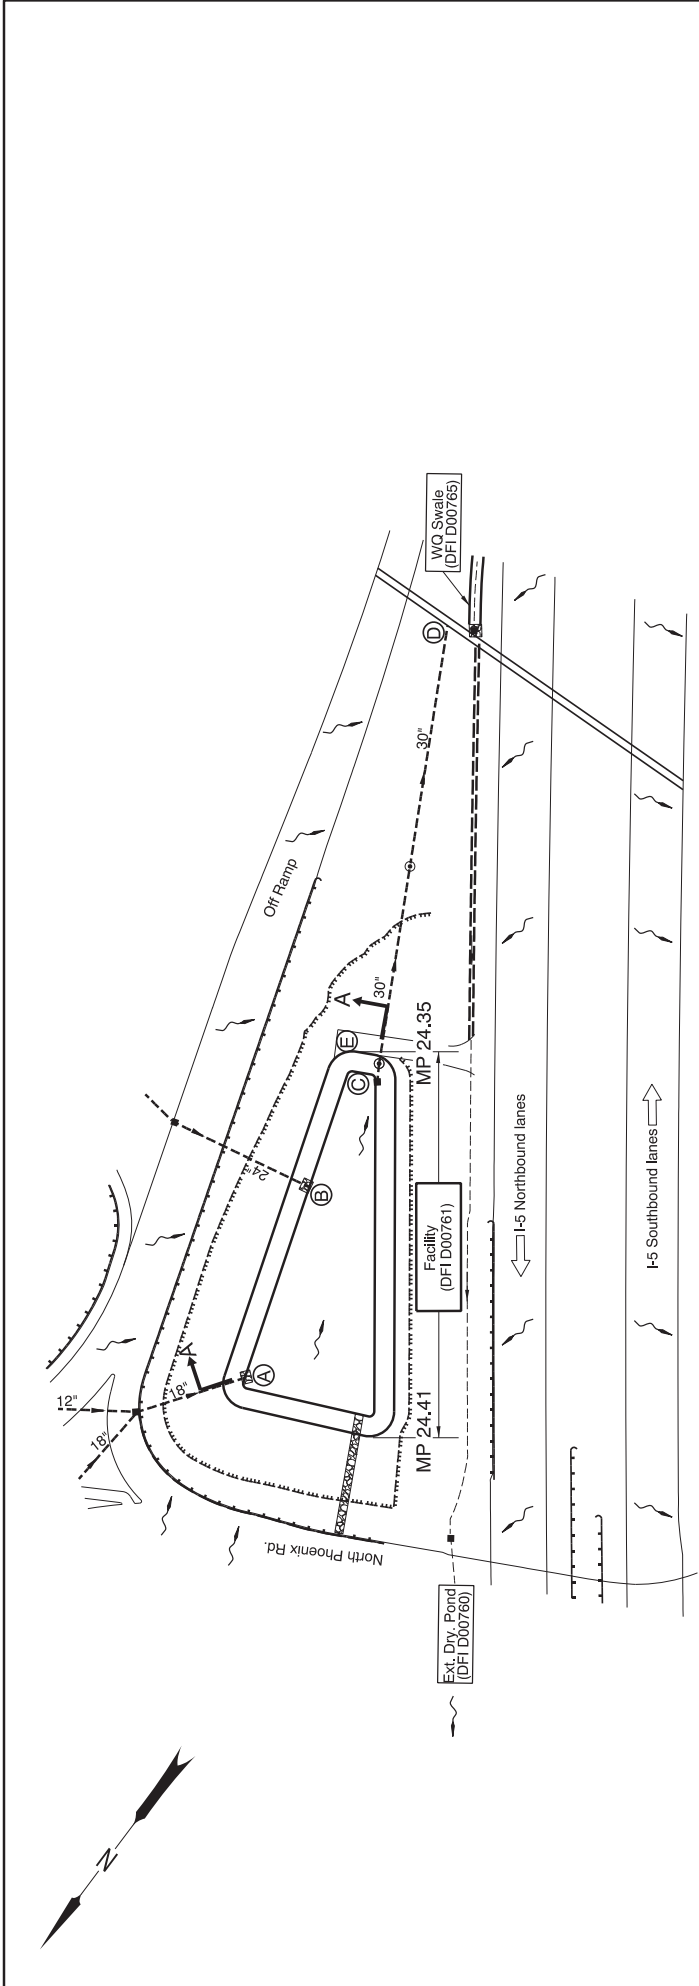 WQ Swale
(DFI D00765)
D
30"
Off Ramp
A
30"
E
MP 24.35
C
24"
B
Facility
(DFI D00761)
I-5 Northbound lanes
I-5 Southbound lanes
A
A
18"
12"
18"
MP 24.41
North Phoenix Rd.
Ext. Dry. Pond
(DFI D00760)
N